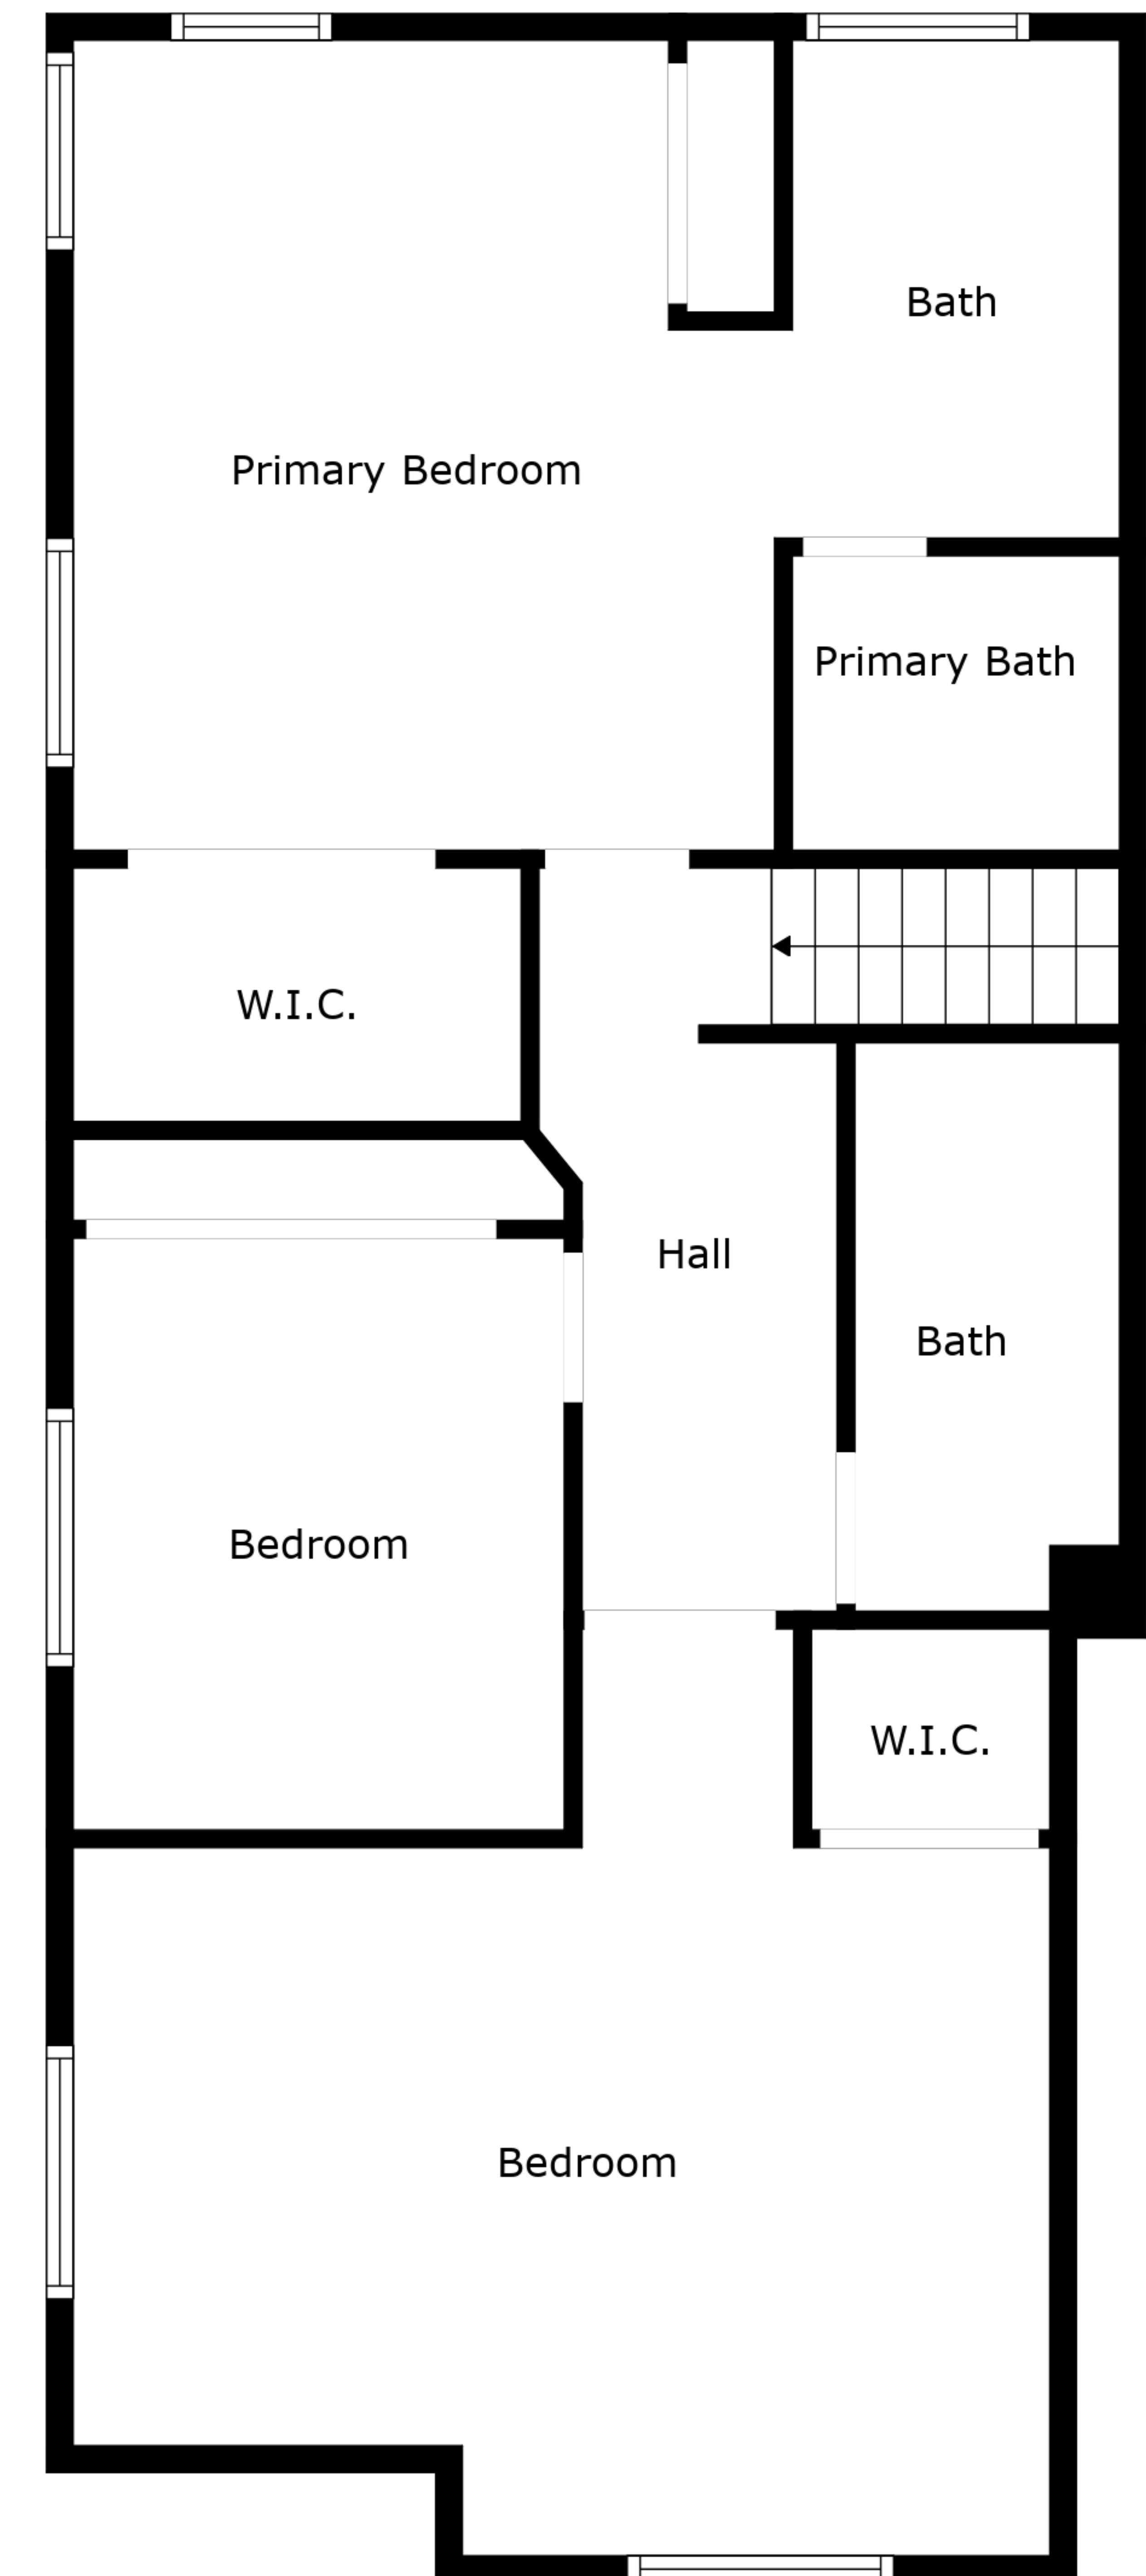 Bath
Primary Bedroom
Primary Bath
W.I.C.
Hall
Bath
Bedroom
W.I.C.
Bedroom